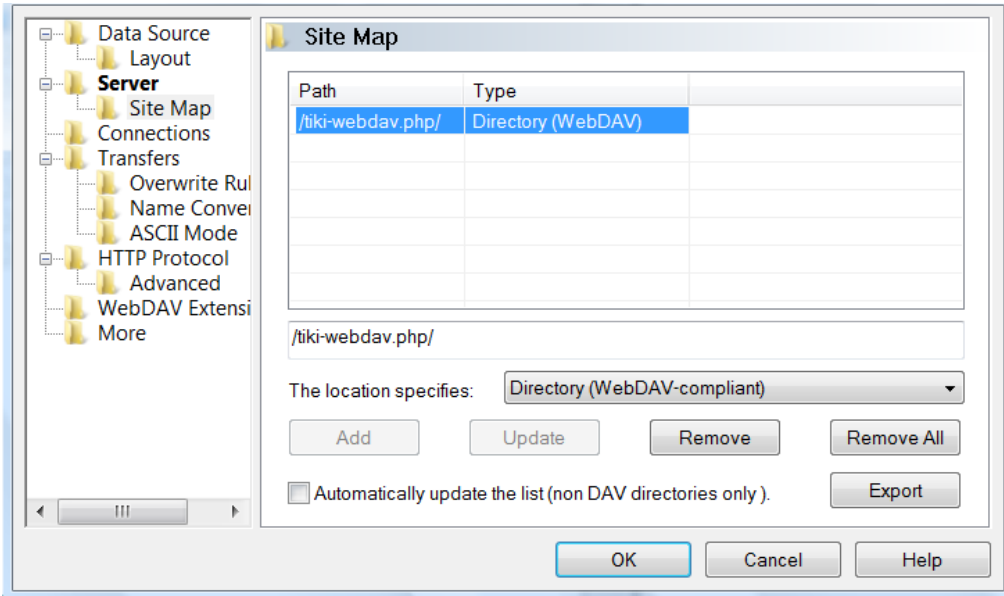 Data Source
Layout
Server
Site Map
Connections
Transfers
Overwrite Rul
Name Conver
ASCII Mode
HTTP Protocol
Advanced
WebDAV Extensi
More
Site Map
Path Type
/tiki-webdav.php/ Directory (WebDAV)
/tiki-webdav.php/
The location specifies: Directory (WebDAV-compliant)
Add Update Remove Remove All
Automatically update the list (non DAV directories only ). Export
OK Cancel Help